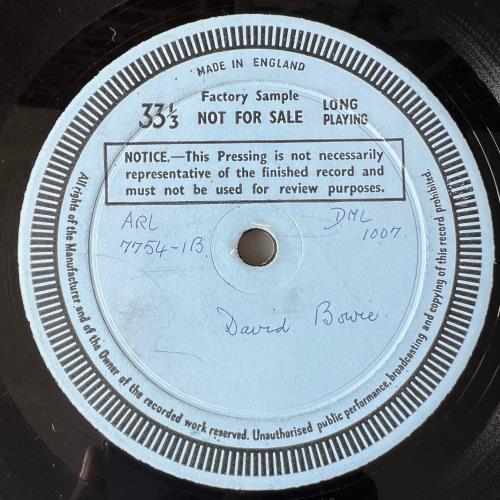 MADE IN ENGLAND
Factory Sample
33⅓ NOT FOR SALE LONG PLAYING
NOTICE.—This Pressing is not necessarily
representative of the finished record and
must not be used for review purposes.
ARL DML
7754-1B. 1007.
David Bowie.
All rights of the Manufacturer and of the Owner of the recorded work reserved. Unauthorised public performance, broadcasting and copying of this record prohibited.